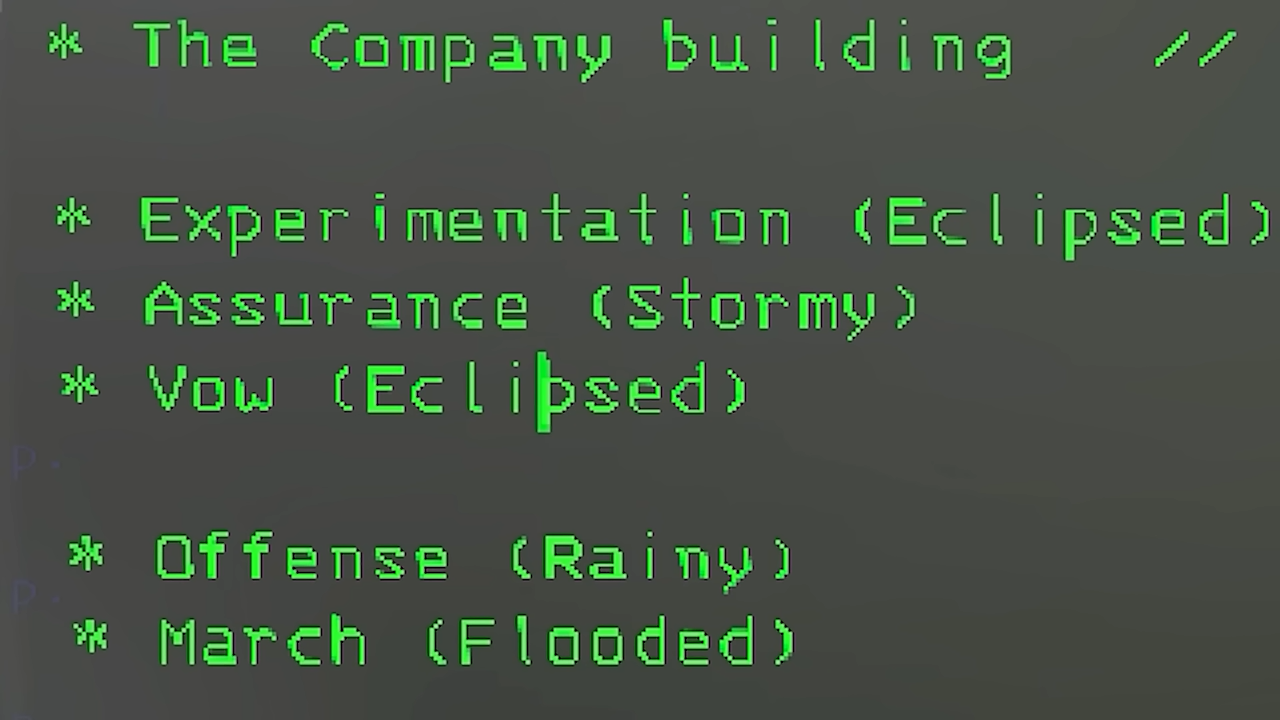 * The Company building //
* Experimentation (Eclipsed)
* Assurance (Stormy)
* Vow (Eclipsed)
P.
* Offense (Rainy)
P.
* March (Flooded)